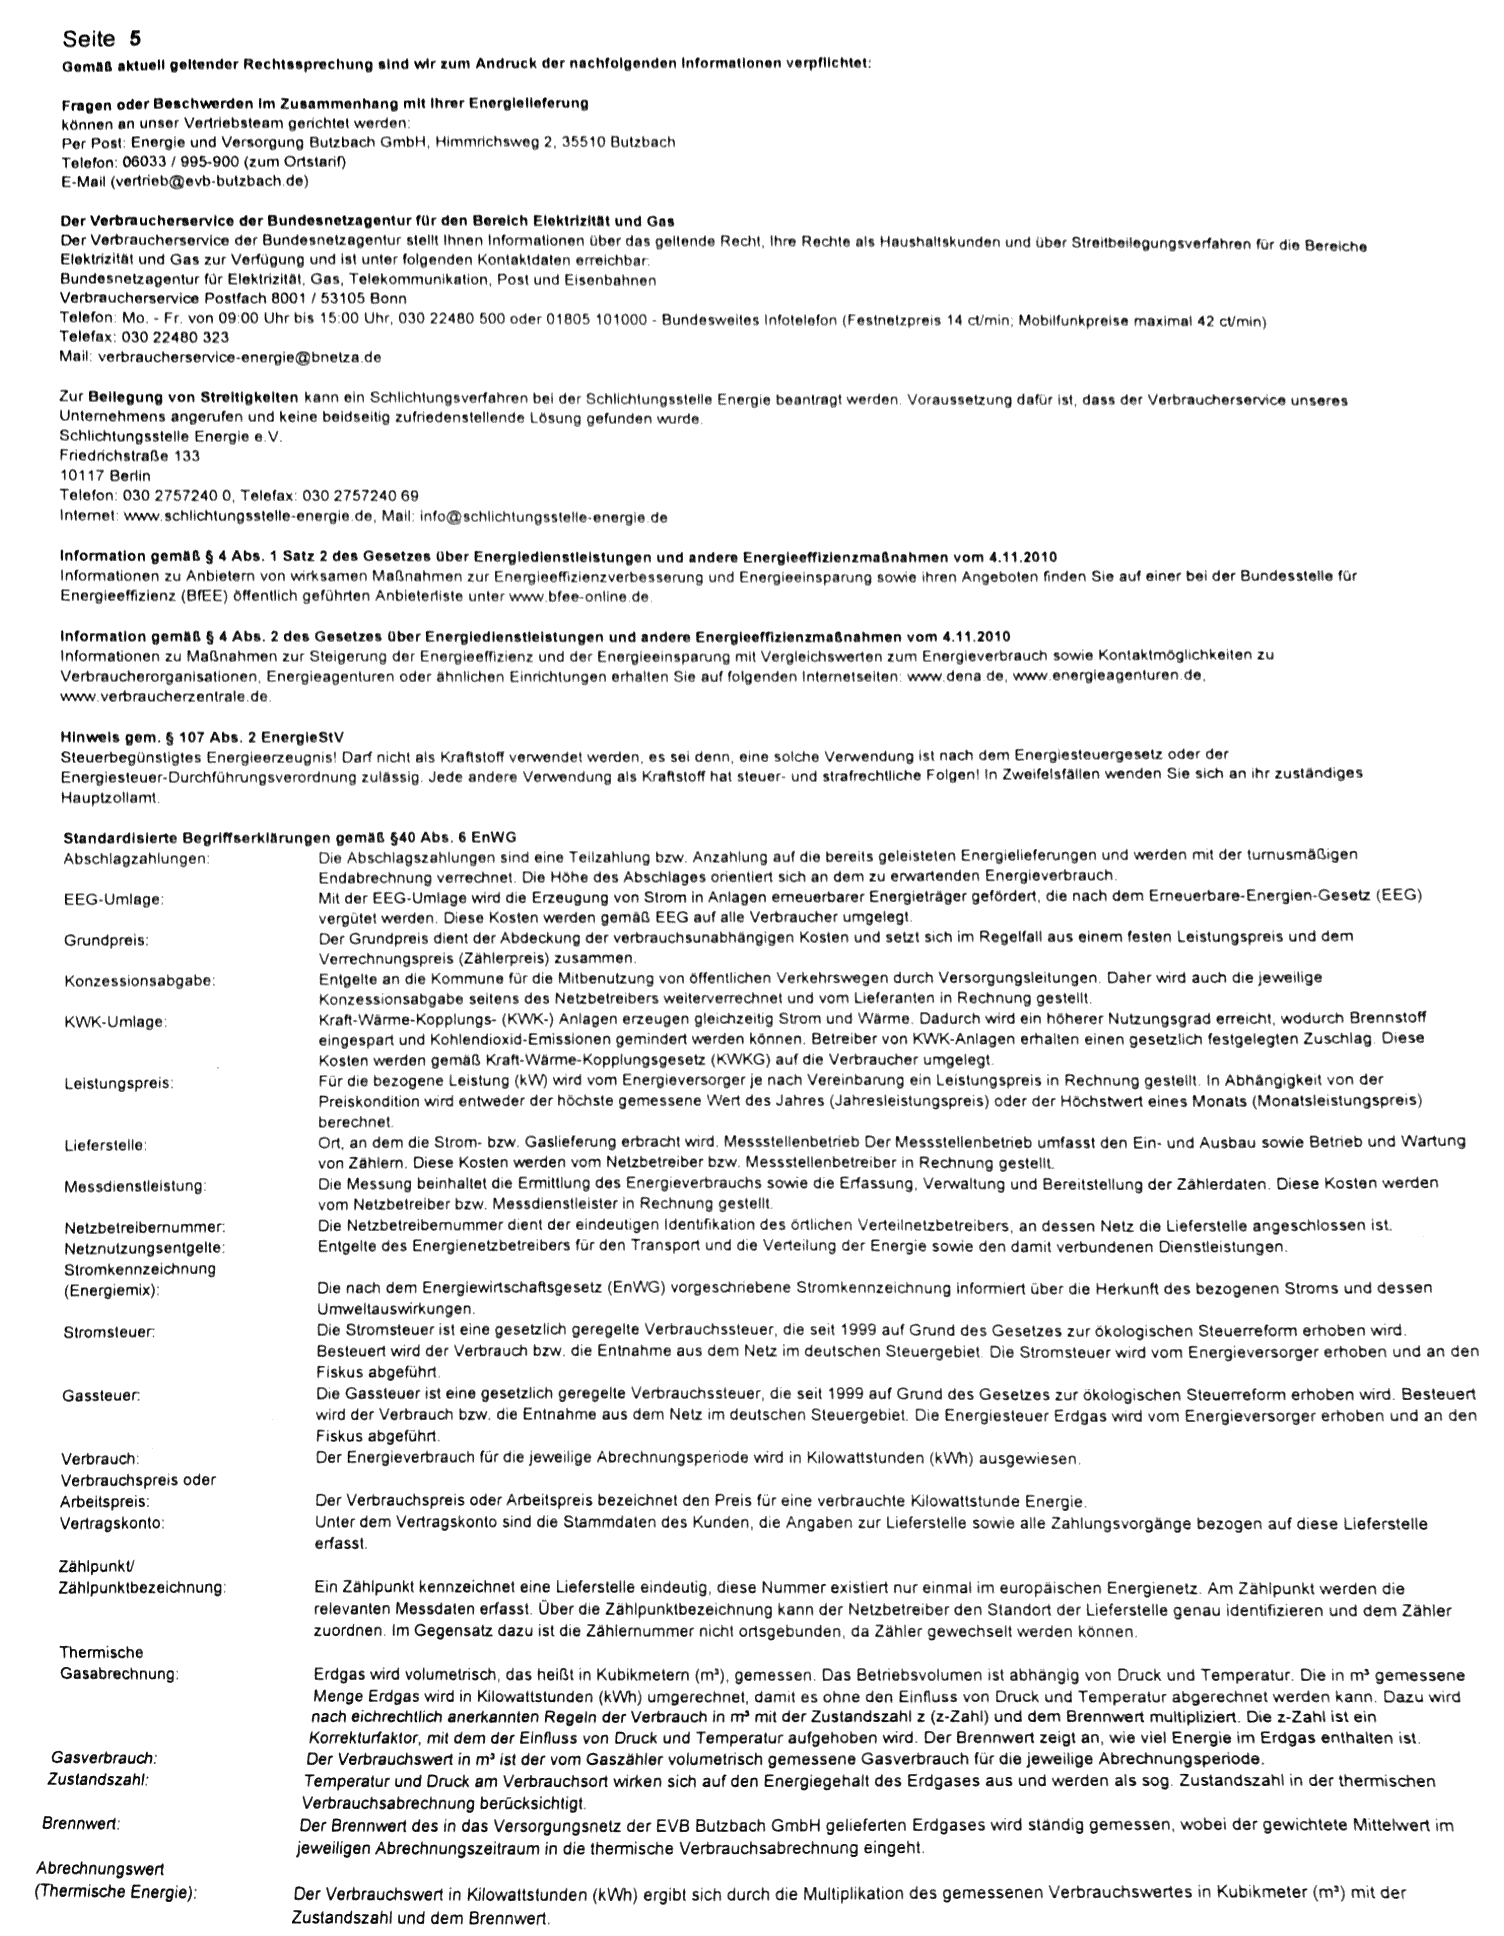 Seite 5
Gemäß aktuell geltender Rechtssprechung sind wir zum Andruck der nachfolgenden Informationen verpflichtet:
Fragen oder Beschwerden im Zusammenhang mit Ihrer Energielieferung
können an unser Vertriebsteam gerichtet werden:
Per Post: Energie und Versorgung Butzbach GmbH, Himmrichsweg 2, 35510 Butzbach
Telefon: 06033 / 995-900 (zum Ortstarif)
E-Mail (vertrieb@evb-butzbach.de)
Der Verbraucherservice der Bundesnetzagentur für den Bereich Elektrizität und Gas
Der Verbraucherservice der Bundesnetzagentur stellt Ihnen Informationen über das geltende Recht, Ihre Rechte als Haushaltskunden und über Streitbeilegungsverfahren für die Bereiche
Elektrizität und Gas zur Verfügung und ist unter folgenden Kontaktdaten erreichbar:
Bundesnetzagentur für Elektrizität, Gas, Telekommunikation, Post und Eisenbahnen
Verbraucherservice Postfach 8001 / 53105 Bonn
Telefon: Mo. - Fr. von 09:00 Uhr bis 15:00 Uhr, 030 22480 500 oder 01805 101000 - Bundesweites Infotelefon (Festnetzpreis 14 ct/min; Mobilfunkpreise maximal 42 ct/min)
Telefax: 030 22480 323
Mail: verbraucherservice-energie@bnetza.de
Zur Beilegung von Streitigkeiten kann ein Schlichtungsverfahren bei der Schlichtungsstelle Energie beantragt werden. Voraussetzung dafür ist, dass der Verbraucherservice unseres
Unternehmens angerufen und keine beidseitig zufriedenstellende Lösung gefunden wurde.
Schlichtungsstelle Energie e.V.
Friedrichstraße 133
10117 Berlin
Telefon: 030 2757240 0, Telefax: 030 2757240 69
Internet: www.schlichtungsstelle-energie.de, Mail: info@schlichtungsstelle-energie.de
Information gemäß § 4 Abs. 1 Satz 2 des Gesetzes über Energiedienstleistungen und andere Energieeffizienzmaßnahmen vom 4.11.2010
Informationen zu Anbietern von wirksamen Maßnahmen zur Energieeffizienzverbesserung und Energieeinsparung sowie ihren Angeboten finden Sie auf einer bei der Bundesstelle für
Energieeffizienz (BfEE) öffentlich geführten Anbieterliste unter www.bfee-online.de.
Information gemäß § 4 Abs. 2 des Gesetzes über Energiedienstleistungen und andere Energieeffizienzmaßnahmen vom 4.11.2010
Informationen zu Maßnahmen zur Steigerung der Energieeffizienz und der Energieeinsparung mit Vergleichswerten zum Energieverbrauch sowie Kontaktmöglichkeiten zu
Verbraucherorganisationen, Energieagenturen oder ähnlichen Einrichtungen erhalten Sie auf folgenden Internetseiten: www.dena.de, www.energieagenturen.de,
www.verbraucherzentrale.de.
Hinweis gem. § 107 Abs. 2 EnergieStV
Steuerbegünstigtes Energieerzeugnis! Darf nicht als Kraftstoff verwendet werden, es sei denn, eine solche Verwendung ist nach dem Energiesteuergesetz oder der
Energiesteuer-Durchführungsverordnung zulässig. Jede andere Verwendung als Kraftstoff hat steuer- und strafrechtliche Folgen! In Zweifelsfällen wenden Sie sich an ihr zuständiges
Hauptzollamt.
Standardisierte Begriffserklärungen gemäß §40 Abs. 6 EnWG
Abschlagzahlungen: Die Abschlagszahlungen sind eine Teilzahlung bzw. Anzahlung auf die bereits geleisteten Energielieferungen und werden mit der turnusmäßigen
Endabrechnung verrechnet. Die Höhe des Abschlages orientiert sich an dem zu erwartenden Energieverbrauch.
EEG-Umlage: Mit der EEG-Umlage wird die Erzeugung von Strom in Anlagen erneuerbarer Energieträger gefördert, die nach dem Erneuerbare-Energien-Gesetz (EEG)
vergütet werden. Diese Kosten werden gemäß EEG auf alle Verbraucher umgelegt.
Grundpreis: Der Grundpreis dient der Abdeckung der verbrauchsunabhängigen Kosten und setzt sich im Regelfall aus einem festen Leistungspreis und dem
Verrechnungspreis (Zählerpreis) zusammen.
Konzessionsabgabe: Entgelte an die Kommune für die Mitbenutzung von öffentlichen Verkehrswegen durch Versorgungsleitungen. Daher wird auch die jeweilige
Konzessionsabgabe seitens des Netzbetreibers weiterverrechnet und vom Lieferanten in Rechnung gestellt.
KWK-Umlage: Kraft-Wärme-Kopplungs- (KWK-) Anlagen erzeugen gleichzeitig Strom und Wärme. Dadurch wird ein höherer Nutzungsgrad erreicht, wodurch Brennstoff
eingespart und Kohlendioxid-Emissionen gemindert werden können. Betreiber von KWK-Anlagen erhalten einen gesetzlich festgelegten Zuschlag. Diese
Kosten werden gemäß Kraft-Wärme-Kopplungsgesetz (KWKG) auf die Verbraucher umgelegt.
Leistungspreis: Für die bezogene Leistung (kW) wird vom Energieversorger je nach Vereinbarung ein Leistungspreis in Rechnung gestellt. In Abhängigkeit von der
Preiskondition wird entweder der höchste gemessene Wert des Jahres (Jahresleistungspreis) oder der Höchstwert eines Monats (Monatsleistungspreis)
berechnet.
Lieferstelle: Ort, an dem die Strom- bzw. Gaslieferung erbracht wird. Messstellenbetrieb Der Messstellenbetrieb umfasst den Ein- und Ausbau sowie Betrieb und Wartung
von Zählern. Diese Kosten werden vom Netzbetreiber bzw. Messstellenbetreiber in Rechnung gestellt.
Messdienstleistung: Die Messung beinhaltet die Ermittlung des Energieverbrauchs sowie die Erfassung, Verwaltung und Bereitstellung der Zählerdaten. Diese Kosten werden
vom Netzbetreiber bzw. Messdienstleister in Rechnung gestellt.
Netzbetreibernummer: Die Netzbetreibernummer dient der eindeutigen Identifikation des örtlichen Verteilnetzbetreibers, an dessen Netz die Lieferstelle angeschlossen ist.
Netznutzungsentgelte: Entgelte des Energienetzbetreibers für den Transport und die Verteilung der Energie sowie den damit verbundenen Dienstleistungen.
Stromkennzeichnung
(Energiemix): Die nach dem Energiewirtschaftsgesetz (EnWG) vorgeschriebene Stromkennzeichnung informiert über die Herkunft des bezogenen Stroms und dessen
Umweltauswirkungen.
Stromsteuer: Die Stromsteuer ist eine gesetzlich geregelte Verbrauchssteuer, die seit 1999 auf Grund des Gesetzes zur ökologischen Steuerreform erhoben wird.
Besteuert wird der Verbrauch bzw. die Entnahme aus dem Netz im deutschen Steuergebiet. Die Stromsteuer wird vom Energieversorger erhoben und an den
Fiskus abgeführt.
Gassteuer: Die Gassteuer ist eine gesetzlich geregelte Verbrauchssteuer, die seit 1999 auf Grund des Gesetzes zur ökologischen Steuerreform erhoben wird. Besteuert
wird der Verbrauch bzw. die Entnahme aus dem Netz im deutschen Steuergebiet. Die Energiesteuer Erdgas wird vom Energieversorger erhoben und an den
Fiskus abgeführt.
Verbrauch: Der Energieverbrauch für die jeweilige Abrechnungsperiode wird in Kilowattstunden (kWh) ausgewiesen.
Verbrauchspreis oder
Arbeitspreis: Der Verbrauchspreis oder Arbeitspreis bezeichnet den Preis für eine verbrauchte Kilowattstunde Energie.
Vertragskonto: Unter dem Vertragskonto sind die Stammdaten des Kunden, die Angaben zur Lieferstelle sowie alle Zahlungsvorgänge bezogen auf diese Lieferstelle
erfasst.
Zählpunkt/
Zählpunktbezeichnung: Ein Zählpunkt kennzeichnet eine Lieferstelle eindeutig, diese Nummer existiert nur einmal im europäischen Energienetz. Am Zählpunkt werden die
relevanten Messdaten erfasst. Über die Zählpunktbezeichnung kann der Netzbetreiber den Standort der Lieferstelle genau identifizieren und dem Zähler
zuordnen. Im Gegensatz dazu ist die Zählernummer nicht ortsgebunden, da Zähler gewechselt werden können.
Thermische
Gasabrechnung: Erdgas wird volumetrisch, das heißt in Kubikmetern (m³), gemessen. Das Betriebsvolumen ist abhängig von Druck und Temperatur. Die in m³ gemessene
Menge Erdgas wird in Kilowattstunden (kWh) umgerechnet, damit es ohne den Einfluss von Druck und Temperatur abgerechnet werden kann. Dazu wird
nach eichrechtlich anerkannten Regeln der Verbrauch in m³ mit der Zustandszahl z (z-Zahl) und dem Brennwert multipliziert. Die z-Zahl ist ein
Korrekturfaktor, mit dem der Einfluss von Druck und Temperatur aufgehoben wird. Der Brennwert zeigt an, wie viel Energie im Erdgas enthalten ist.
Gasverbrauch: Der Verbrauchswert in m³ ist der vom Gaszähler volumetrisch gemessene Gasverbrauch für die jeweilige Abrechnungsperiode.
Zustandszahl: Temperatur und Druck am Verbrauchsort wirken sich auf den Energiegehalt des Erdgases aus und werden als sog. Zustandszahl in der thermischen
Verbrauchsabrechnung berücksichtigt.
Brennwert: Der Brennwert des in das Versorgungsnetz der EVB Butzbach GmbH gelieferten Erdgases wird ständig gemessen, wobei der gewichtete Mittelwert im
jeweiligen Abrechnungszeitraum in die thermische Verbrauchsabrechnung eingeht.
Abrechnungswert
(Thermische Energie): Der Verbrauchswert in Kilowattstunden (kWh) ergibt sich durch die Multiplikation des gemessenen Verbrauchswertes in Kubikmeter (m³) mit der
Zustandszahl und dem Brennwert.